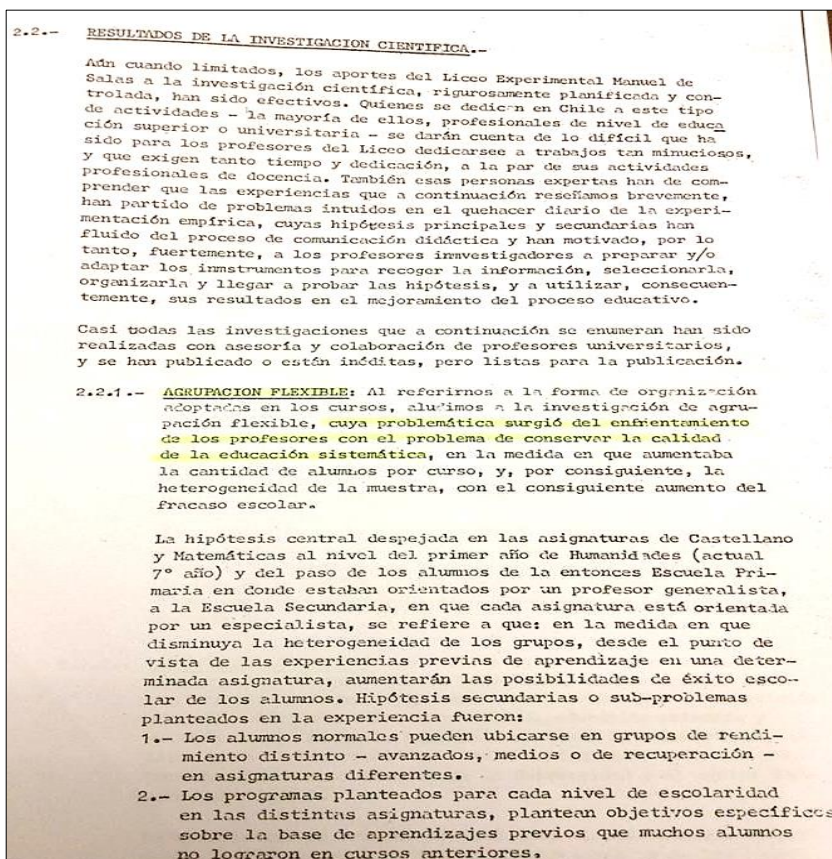 2.2.- RESULTADOS DE LA INVESTIGACION CIENTIFICA.-
Aún cuando limitados, los aportes del Liceo Experimental Manuel de
Salas a la investigación científica, rigurosamente planificada y con-
trolada, han sido efectivos. Quienes se dedic-n en Chile a este tipo
de actividades - la mayoría de ellos, profesionales de nivel de educa
ción superior o universitaria - se darán cuenta de lo difícil que ha
sido para los profesores del Liceo dedicarsee a trabajos tan minuciosos,
y que exigen tanto tiempo y dedicación, a la par de sus actividades
profesionales de docencia. También esas personas expertas han de com-
prender que las experiencias que a continuación reseñamos brevemente,
han partido de problemas intuidos en el quehacer diario de la experi-
mentación empírica, cuyas hipótesis principales y secundarias han
fluido del proceso de comunicación didáctica y han motivado, por lo
tanto, fuertemente, a los profesores inmvestigadores a preparar y/o
adaptar los inmstrumentos para recoger la información, seleccionarla,
organizarla y llegar a probar las hipótesis, y a utilizar, consecuen-
temente, sus resultados en el mejoramiento del proceso educativo.
Casi todas las investigaciones que a continuación se enumeran han sido
realizadas con asesoría y colaboración de profesores universitarios,
y se han publicado o están inéditas, pero listas para la publicación.
2.2.1.- AGRUPACION FLEXIBLE: Al referirnos a la forma de organización
adoptadas en los cursos, aludimos a la investigación de agru-
pación flexible, cuya problemática surgió del enfrentamiento
de los profesores con el problema de conservar la calidad
de la educación sistemática, en la medida en que aumentaba
la cantidad de alumnos por curso, y, por consiguiente, la
heterogeneidad de la muestra, con el consiguiente aumento del
fracaso escolar.
La hipótesis central despejada en las asignaturas de Castellano
y Matemáticas al nivel del primer año de Humanidades (actual
7° año) y del paso de los alumnos de la entonces Escuela Pri-
maria en donde estaban orientados por un profesor generalista,
a la Escuela Secundaria, en que cada asignatura está orientada
por un especialista, se refiere a que: en la medida en que
disminuya la heterogeneidad de los grupos, desde el punto de
vista de las experiencias previas de aprendizaje en una deter-
minada asignatura, aumentarán las posibilidades de éxito esco-
lar de los alumnos. Hipótesis secundarias o sub-problemas
planteados en la experiencia fueron:
1.- Los alumnos normales pueden ubicarse en grupos de rendi-
miento distinto - avanzados, medios o de recuperación -
en asignaturas diferentes.
2.- Los programas planteados para cada nivel de escolaridad
en las distintas asignaturas, plantean objetivos específicos
sobre la base de aprendizajes previos que muchos alumnos
no lograron en cursos anteriores.